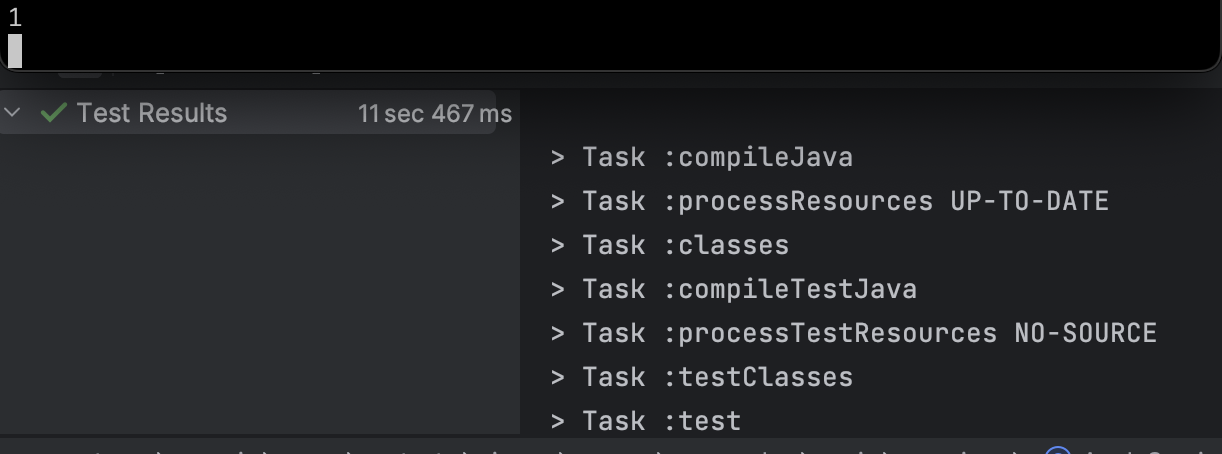 1
Test Results 11 sec 467 ms
> Task :compileJava
> Task :processResources UP-TO-DATE
> Task :classes
> Task :compileTestJava
> Task :processTestResources NO-SOURCE
> Task :testClasses
> Task :test